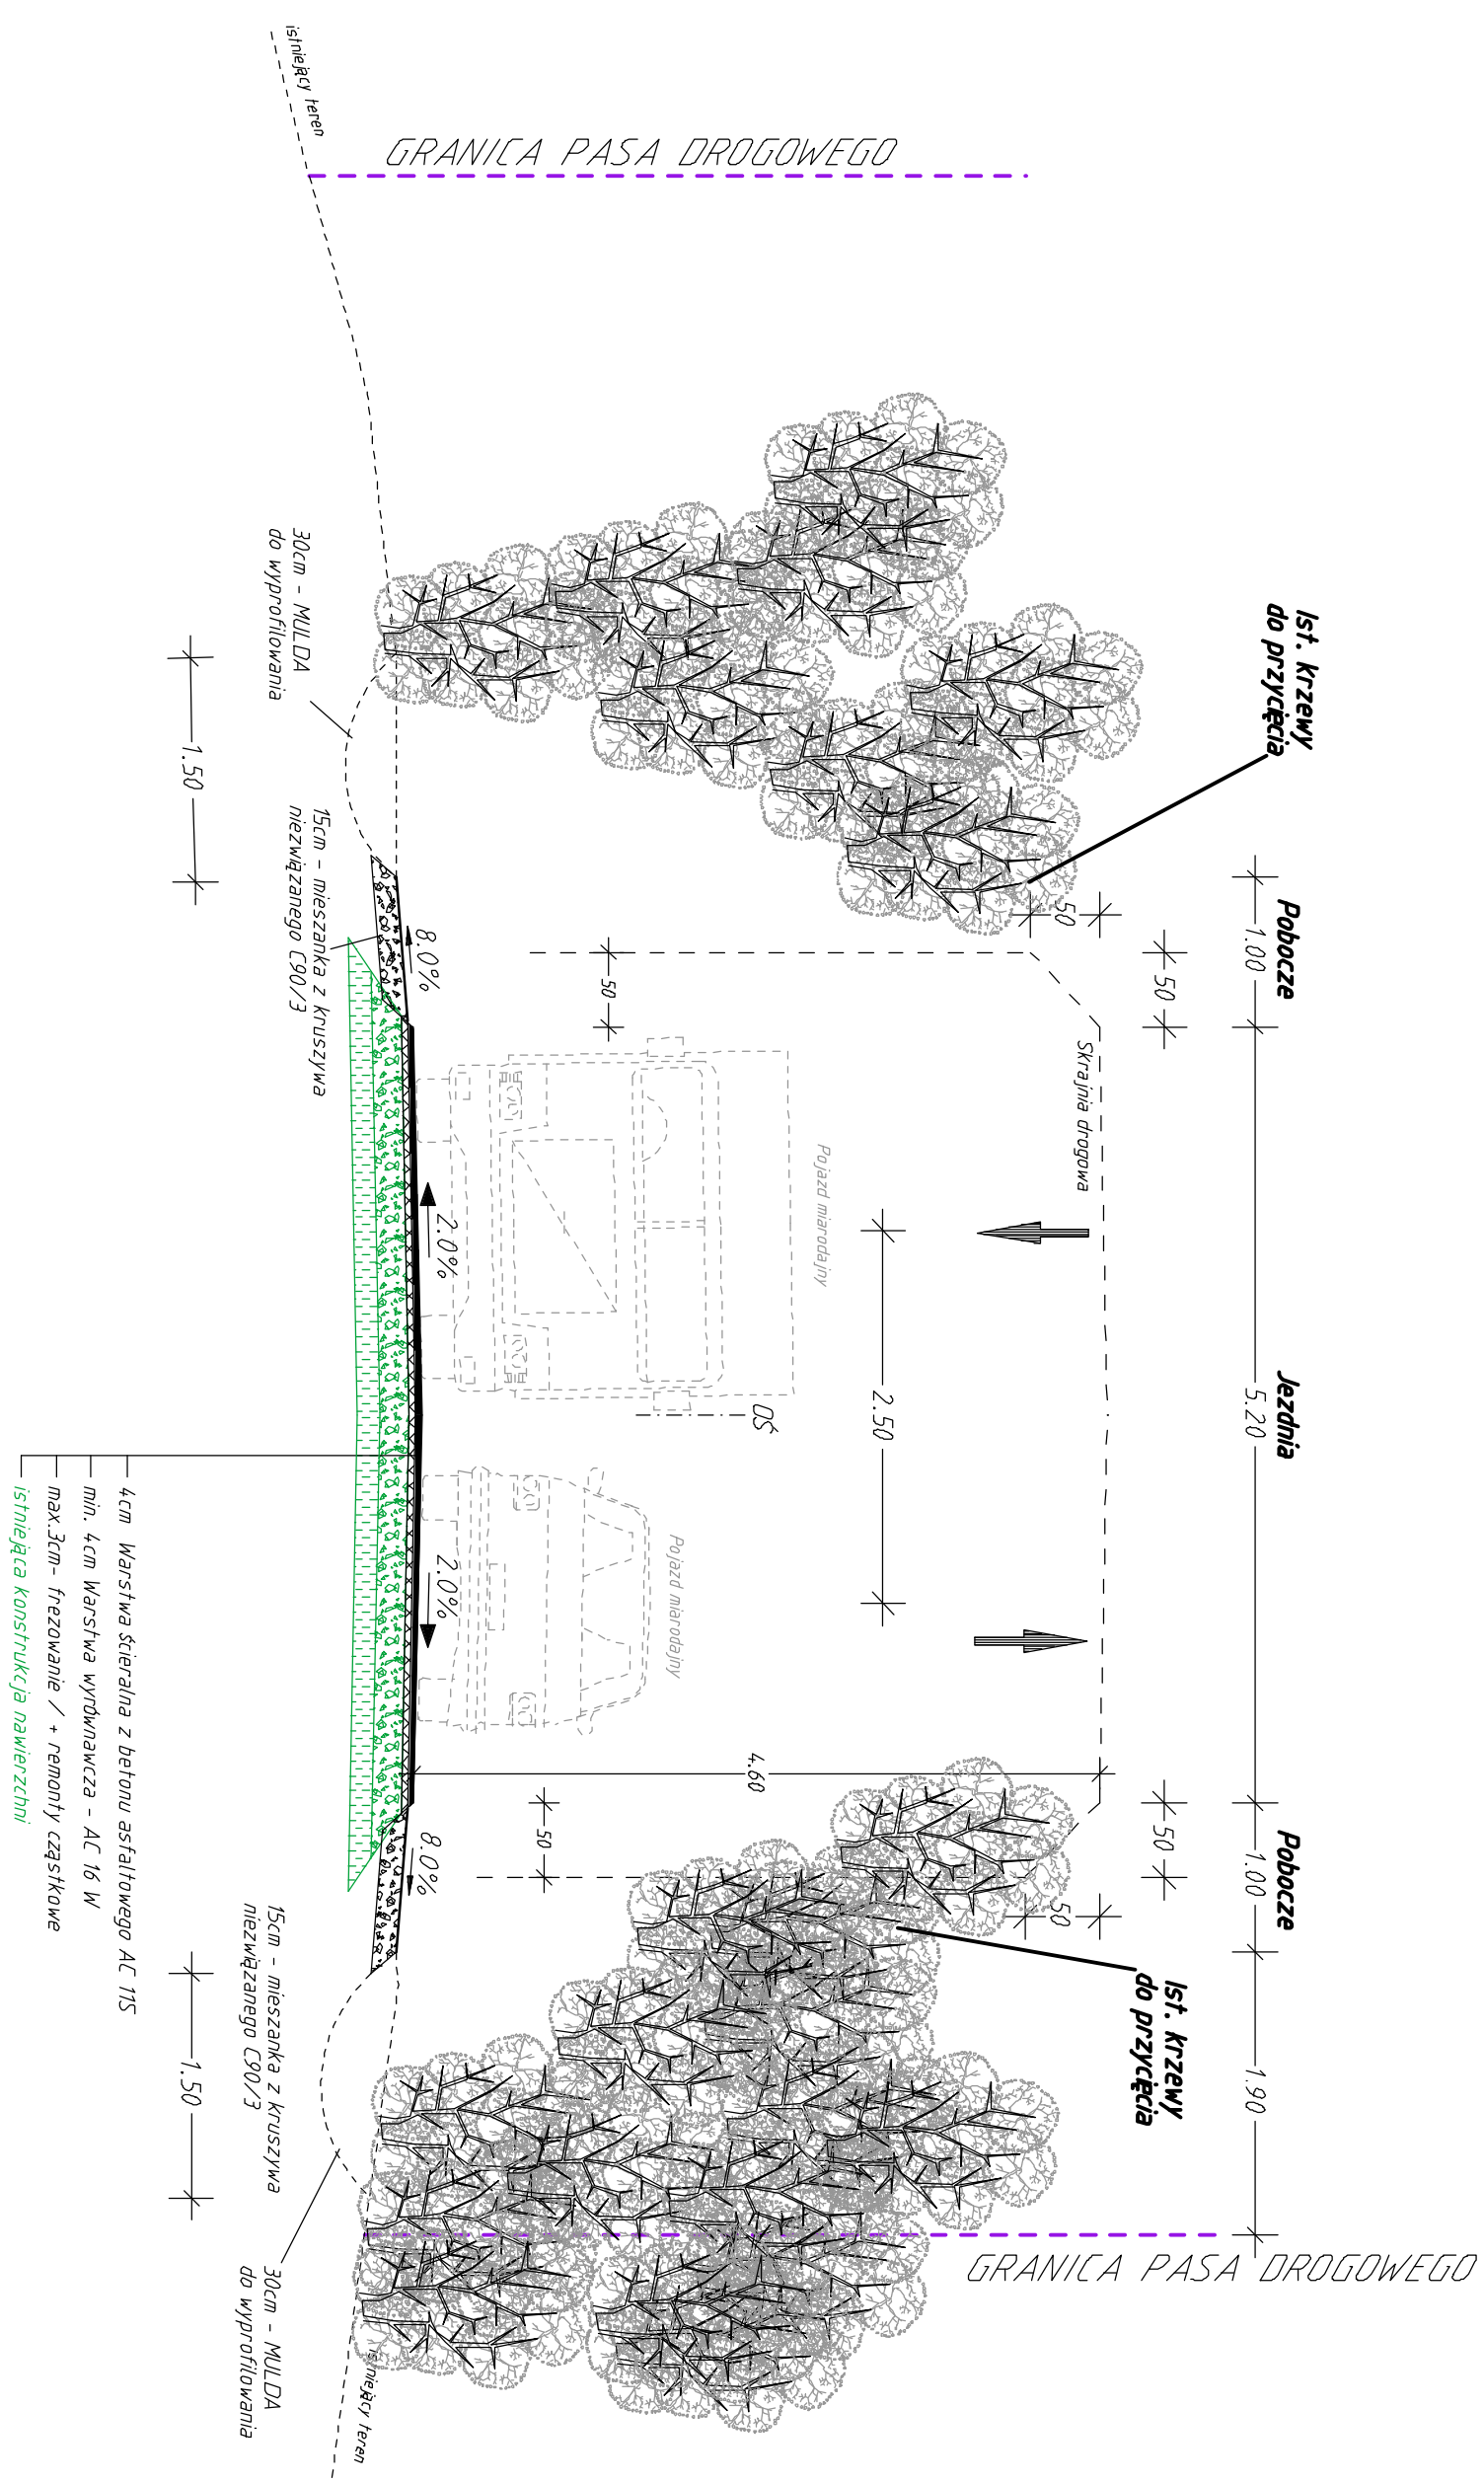 istniejący teren
GRANICA PASA DROGOWEGO
Ist. krzewy
do przycięcia
30cm - MULDA
do wyprofilowania
1.50
15cm - mieszanka z kruszywa
niezwiązanego C90/3
Pobocze
1.00
50
50
50
8.0%
Skrajnia drogowa
Pojazd miarodajny
2.0%
Jezdnia
5.20
2.50
OŚ
Pojazd miarodajny
2.0%
4cm Warstwa ścieralna z betonu asfaltowego AC 11S
min. 4cm Warstwa wyrównawcza - AC 16 W
max.3cm- frezowanie / + remonty cząstkowe
istniejąca konstrukcja nawierzchni
4.60
Pobocze
1.00
50
50
50
8.0%
15cm - mieszanka z kruszywa
niezwiązanego C90/3
Ist. krzewy
do przycięcia
1.90
1.50
GRANICA PASA DROGOWEGO
30cm - MULDA
do wyprofilowania
istniejący teren